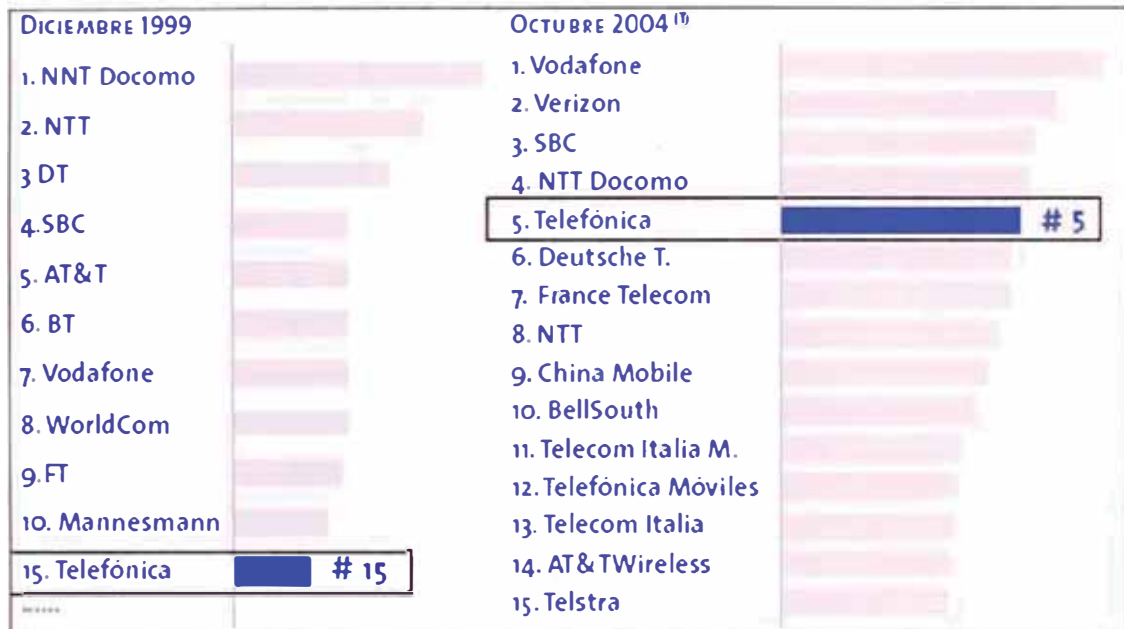 DICIEMBRE 1999
1. NNT Docomo
2. NTT
3 DT
4.SBC
5. AT&T
6. BT
7. Vodafone
8. WorldCom
9.FT
10. Mannesmann
15. Telefónica # 15
OCTUBRE 2004 (1)
1. Vodafone
2. Verizon
3. SBC
4. NTT Docomo
5. Telefónica # 5
6. Deutsche T.
7. France Telecom
8. NTT
9. China Mobile
10. BellSouth
11. Telecom Italia M.
12. Telefónica Móviles
13. Telecom Italia
14. AT&TWireless
15. Telstra